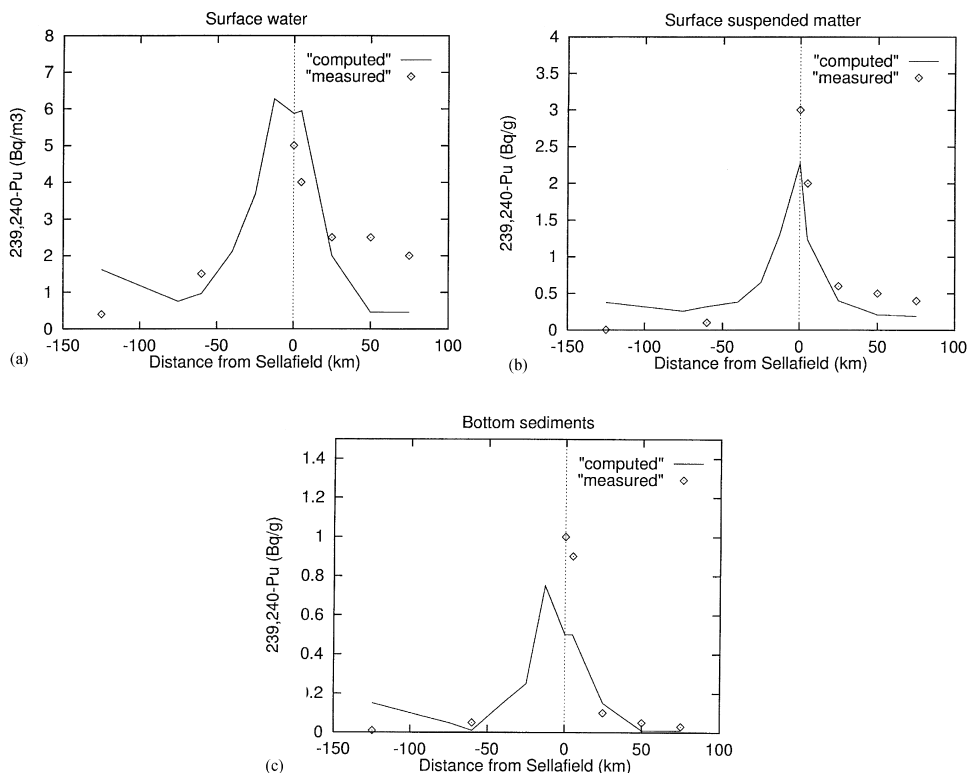 Surface water
8
7
6
5
4
3
2
1
0
239,240-Pu (Bq/m3)
"computed"
"measured"
-150 -100 -50 0 50 100
Distance from Sellafield (km)
(a)
Surface suspended matter
4
3.5
3
2.5
2
1.5
1
0.5
0
239,240-Pu (Bq/g)
"computed"
"measured"
-150 -100 -50 0 50 100 150
Distance from Sellafield (km)
(b)
Bottom sediments
1.4
1.2
1
0.8
0.6
0.4
).2
0
239,240-Pu (Bq/g)
"computed"
"measured"
-150 -100 -50 0 50 100
Distance from Sellafield (km)
(c)